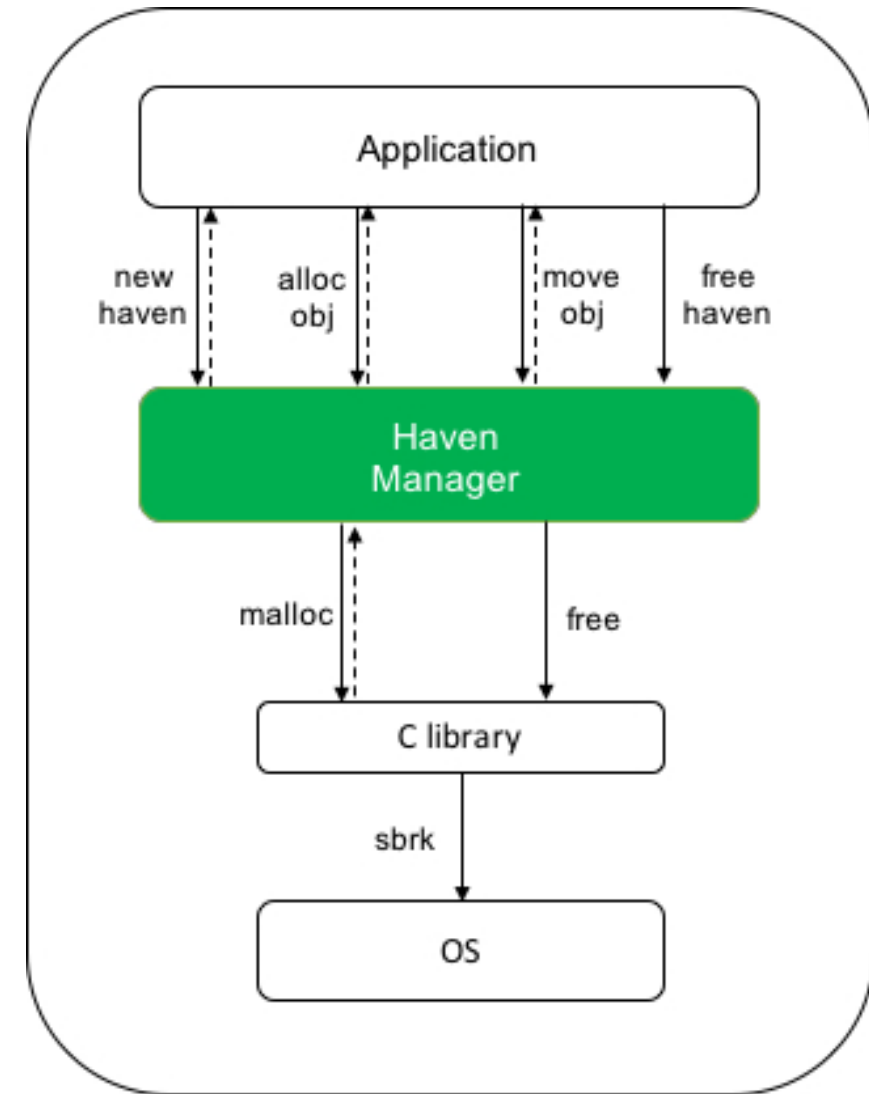 Application
new
haven
alloc
obj
move
obj
free
haven
Haven
Manager
malloc
free
C library
sbrk
OS